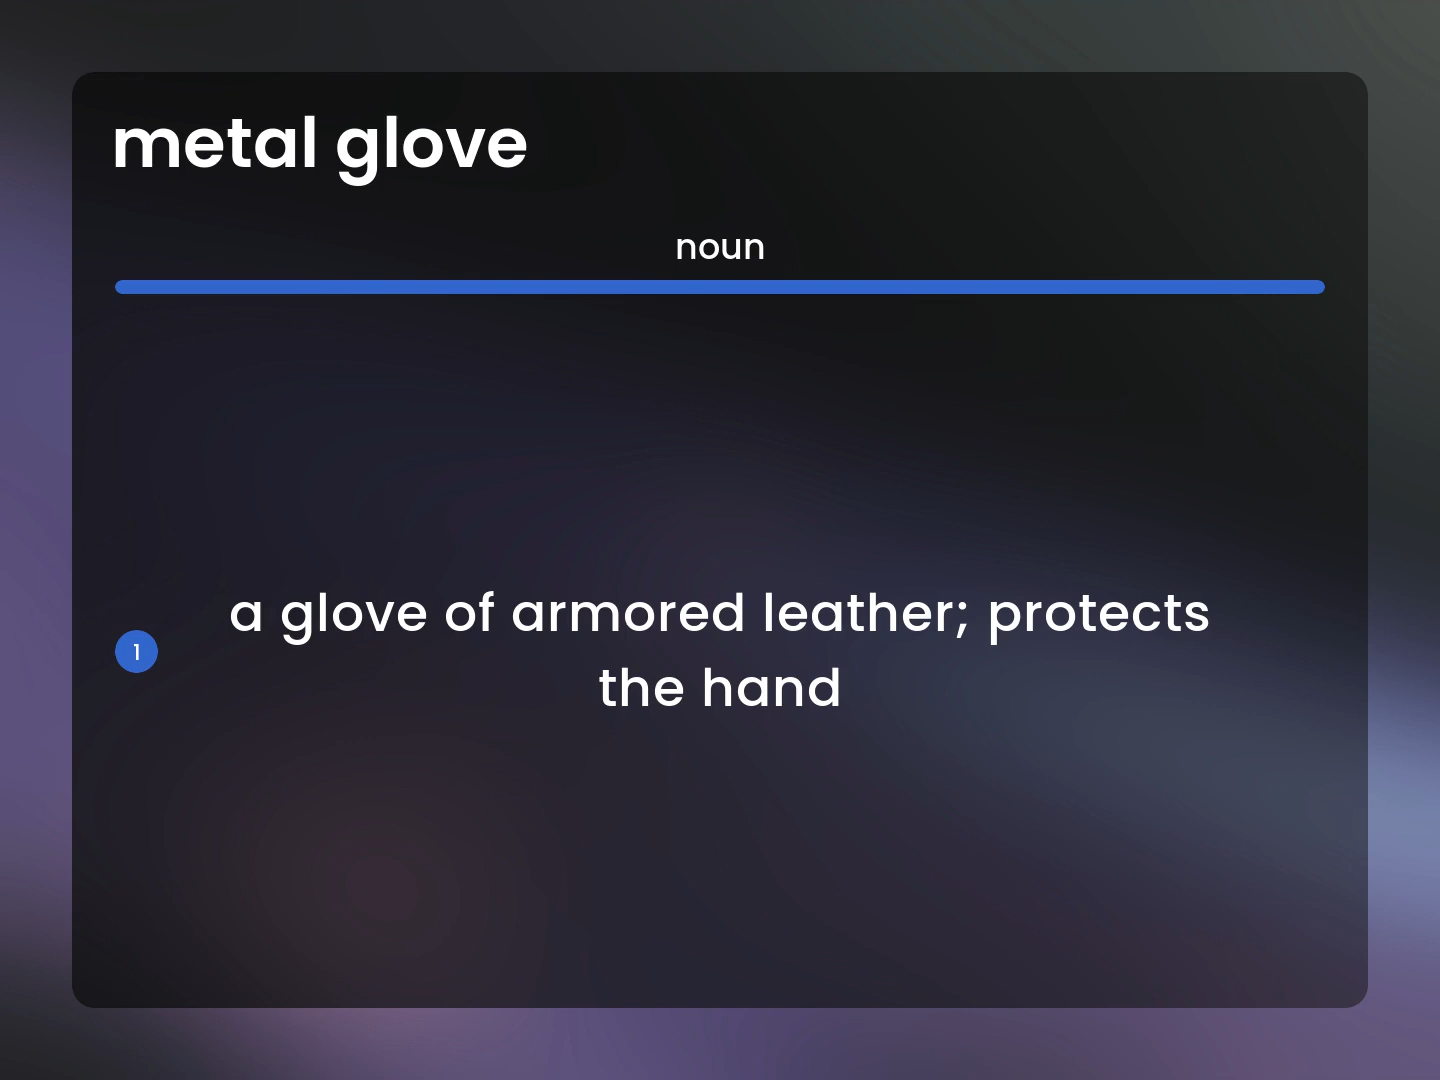 metal glove
noun
1
a glove of armored leather; protects
the hand